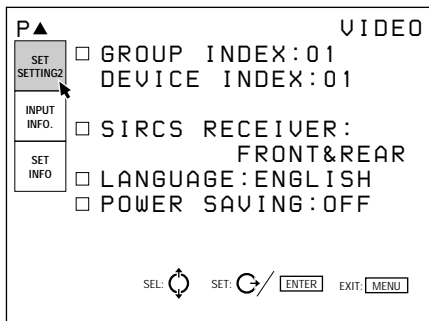 P▲ VIDEO
SET SETTING2
□ GROUP INDEX:01
DEVICE INDEX:01
INPUT INFO.
□ SIRCS RECEIVER:
FRONT&REAR
SET INFO
□ LANGUAGE:ENGLISH
□ POWER SAVING:OFF
SEL: SET: / ENTER EXIT: MENU